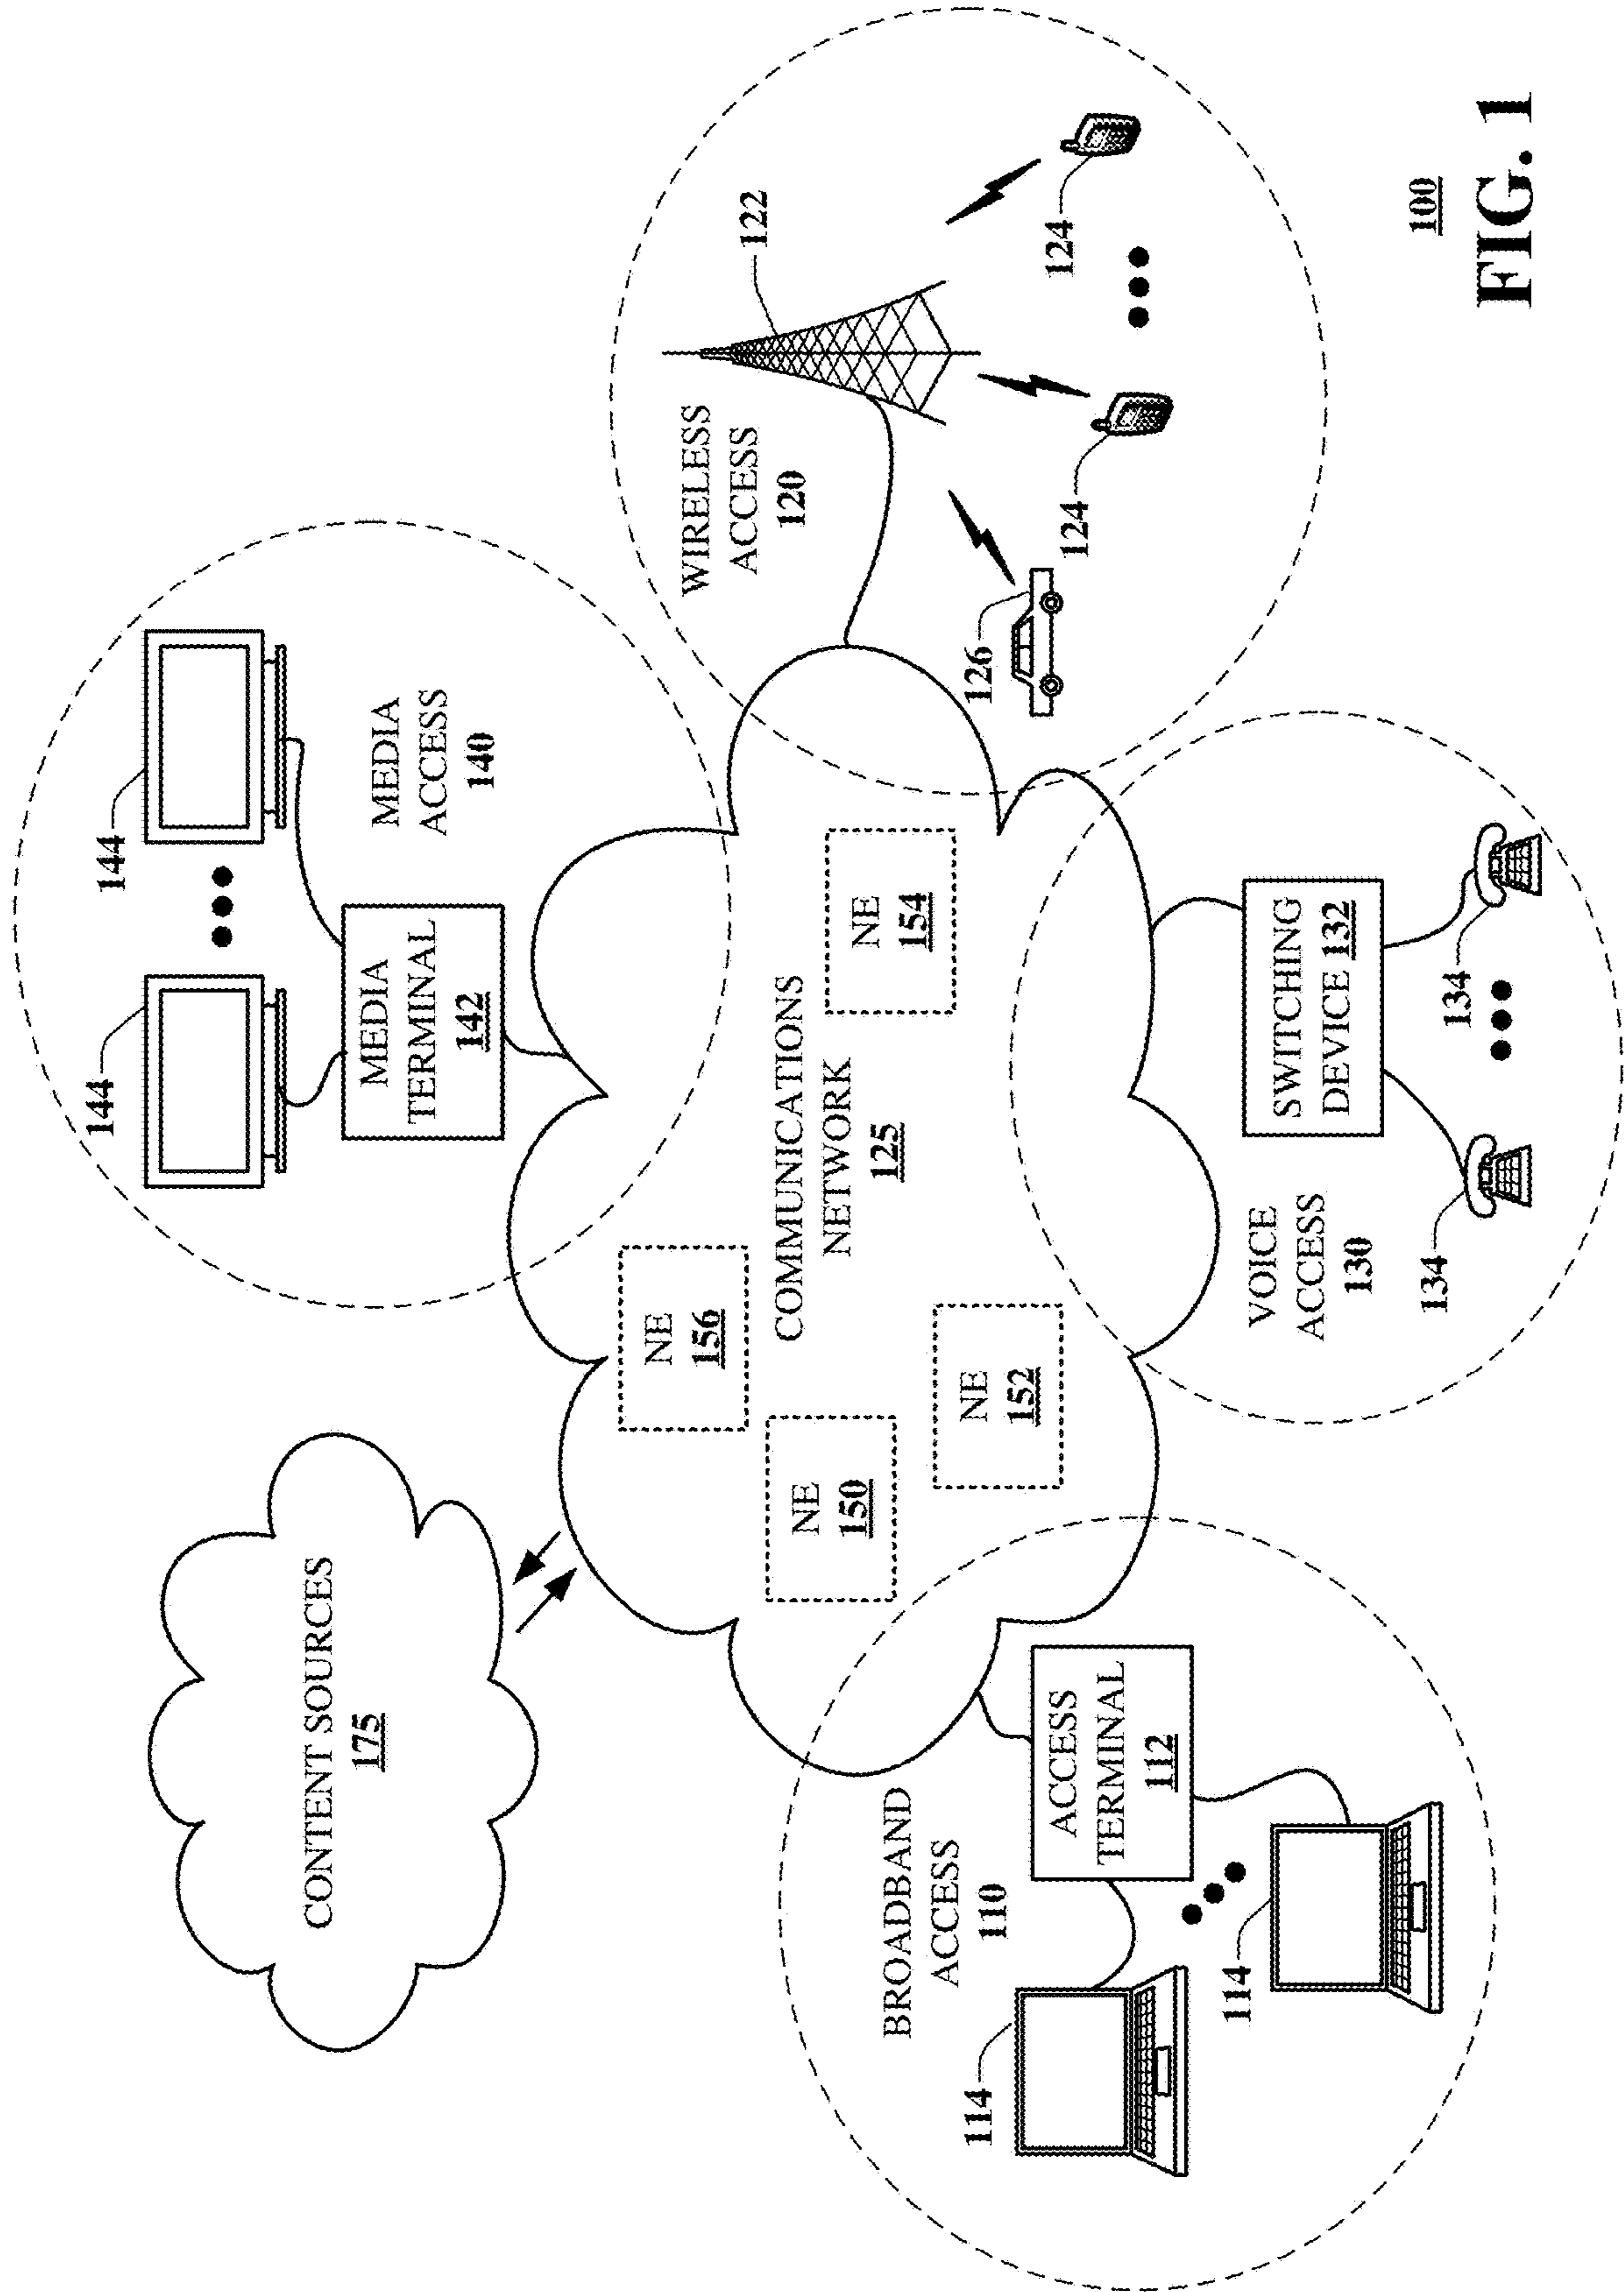 CONTENT SOURCES
175
144
144
MEDIA
TERMINAL
142
MEDIA
ACCESS
140
NE
156
NE
150
NE
152
COMMUNICATIONS
NETWORK
125
NE
154
WIRELESS
ACCESS
120
122
126
124
124
BROADBAND
ACCESS
110
ACCESS
TERMINAL
112
114
114
VOICE
ACCESS
130
SWITCHING
DEVICE 132
134
134
100
FIG. 1